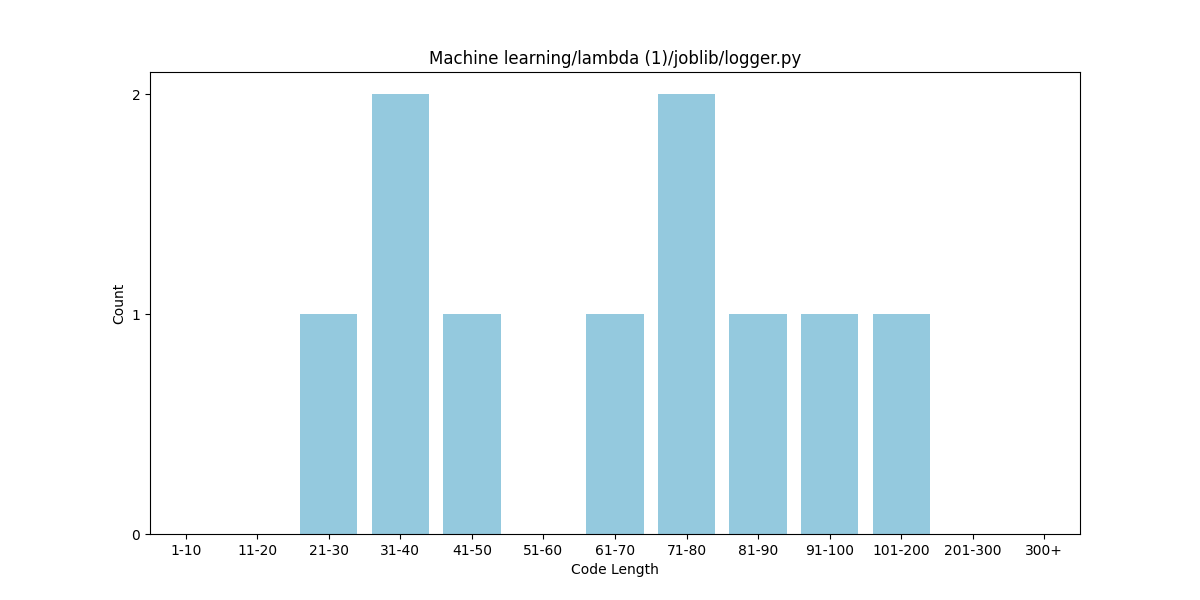 Machine learning/lambda (1)/joblib/logger.py
2
1
0
Count
1-10 11-20 21-30 31-40 41-50 51-60 61-70 71-80 81-90 91-100 101-200 201-300 300+
Code Length